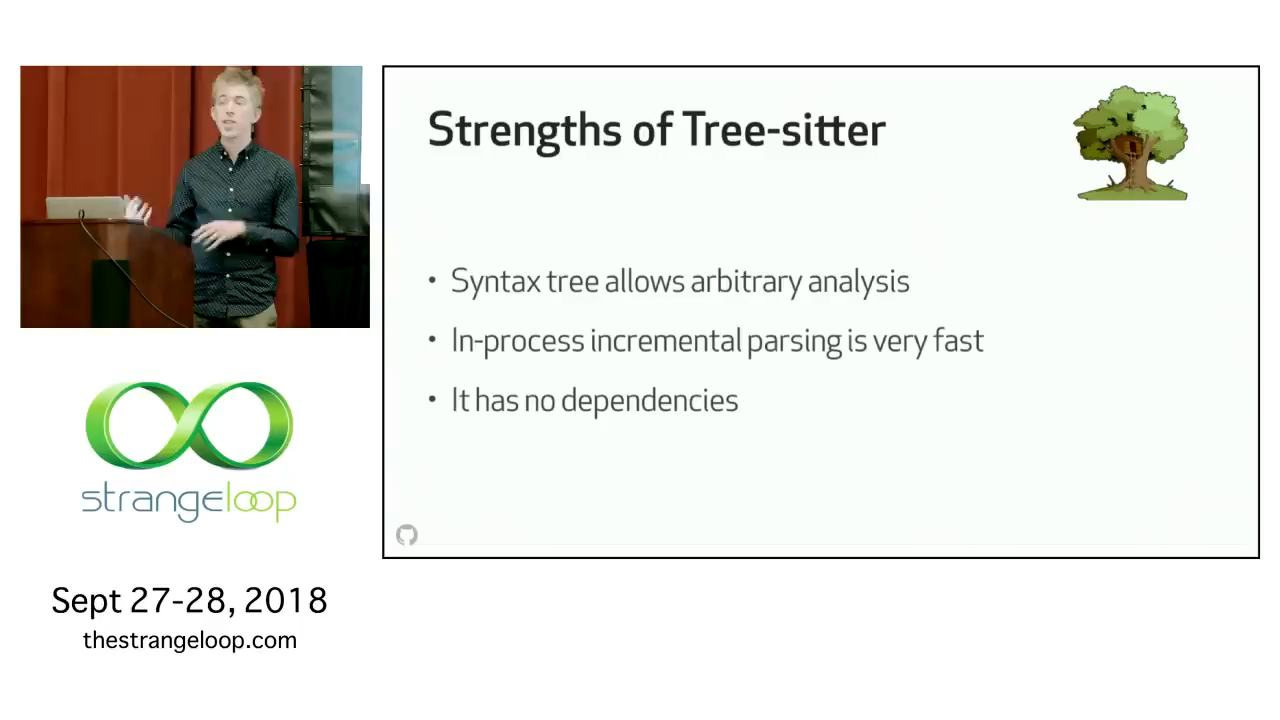 Strengths of Tree-sitter
• Syntax tree allows arbitrary analysis
• In-process incremental parsing is very fast
• It has no dependencies
strangeloop
Sept 27-28, 2018
thestrangeloop.com